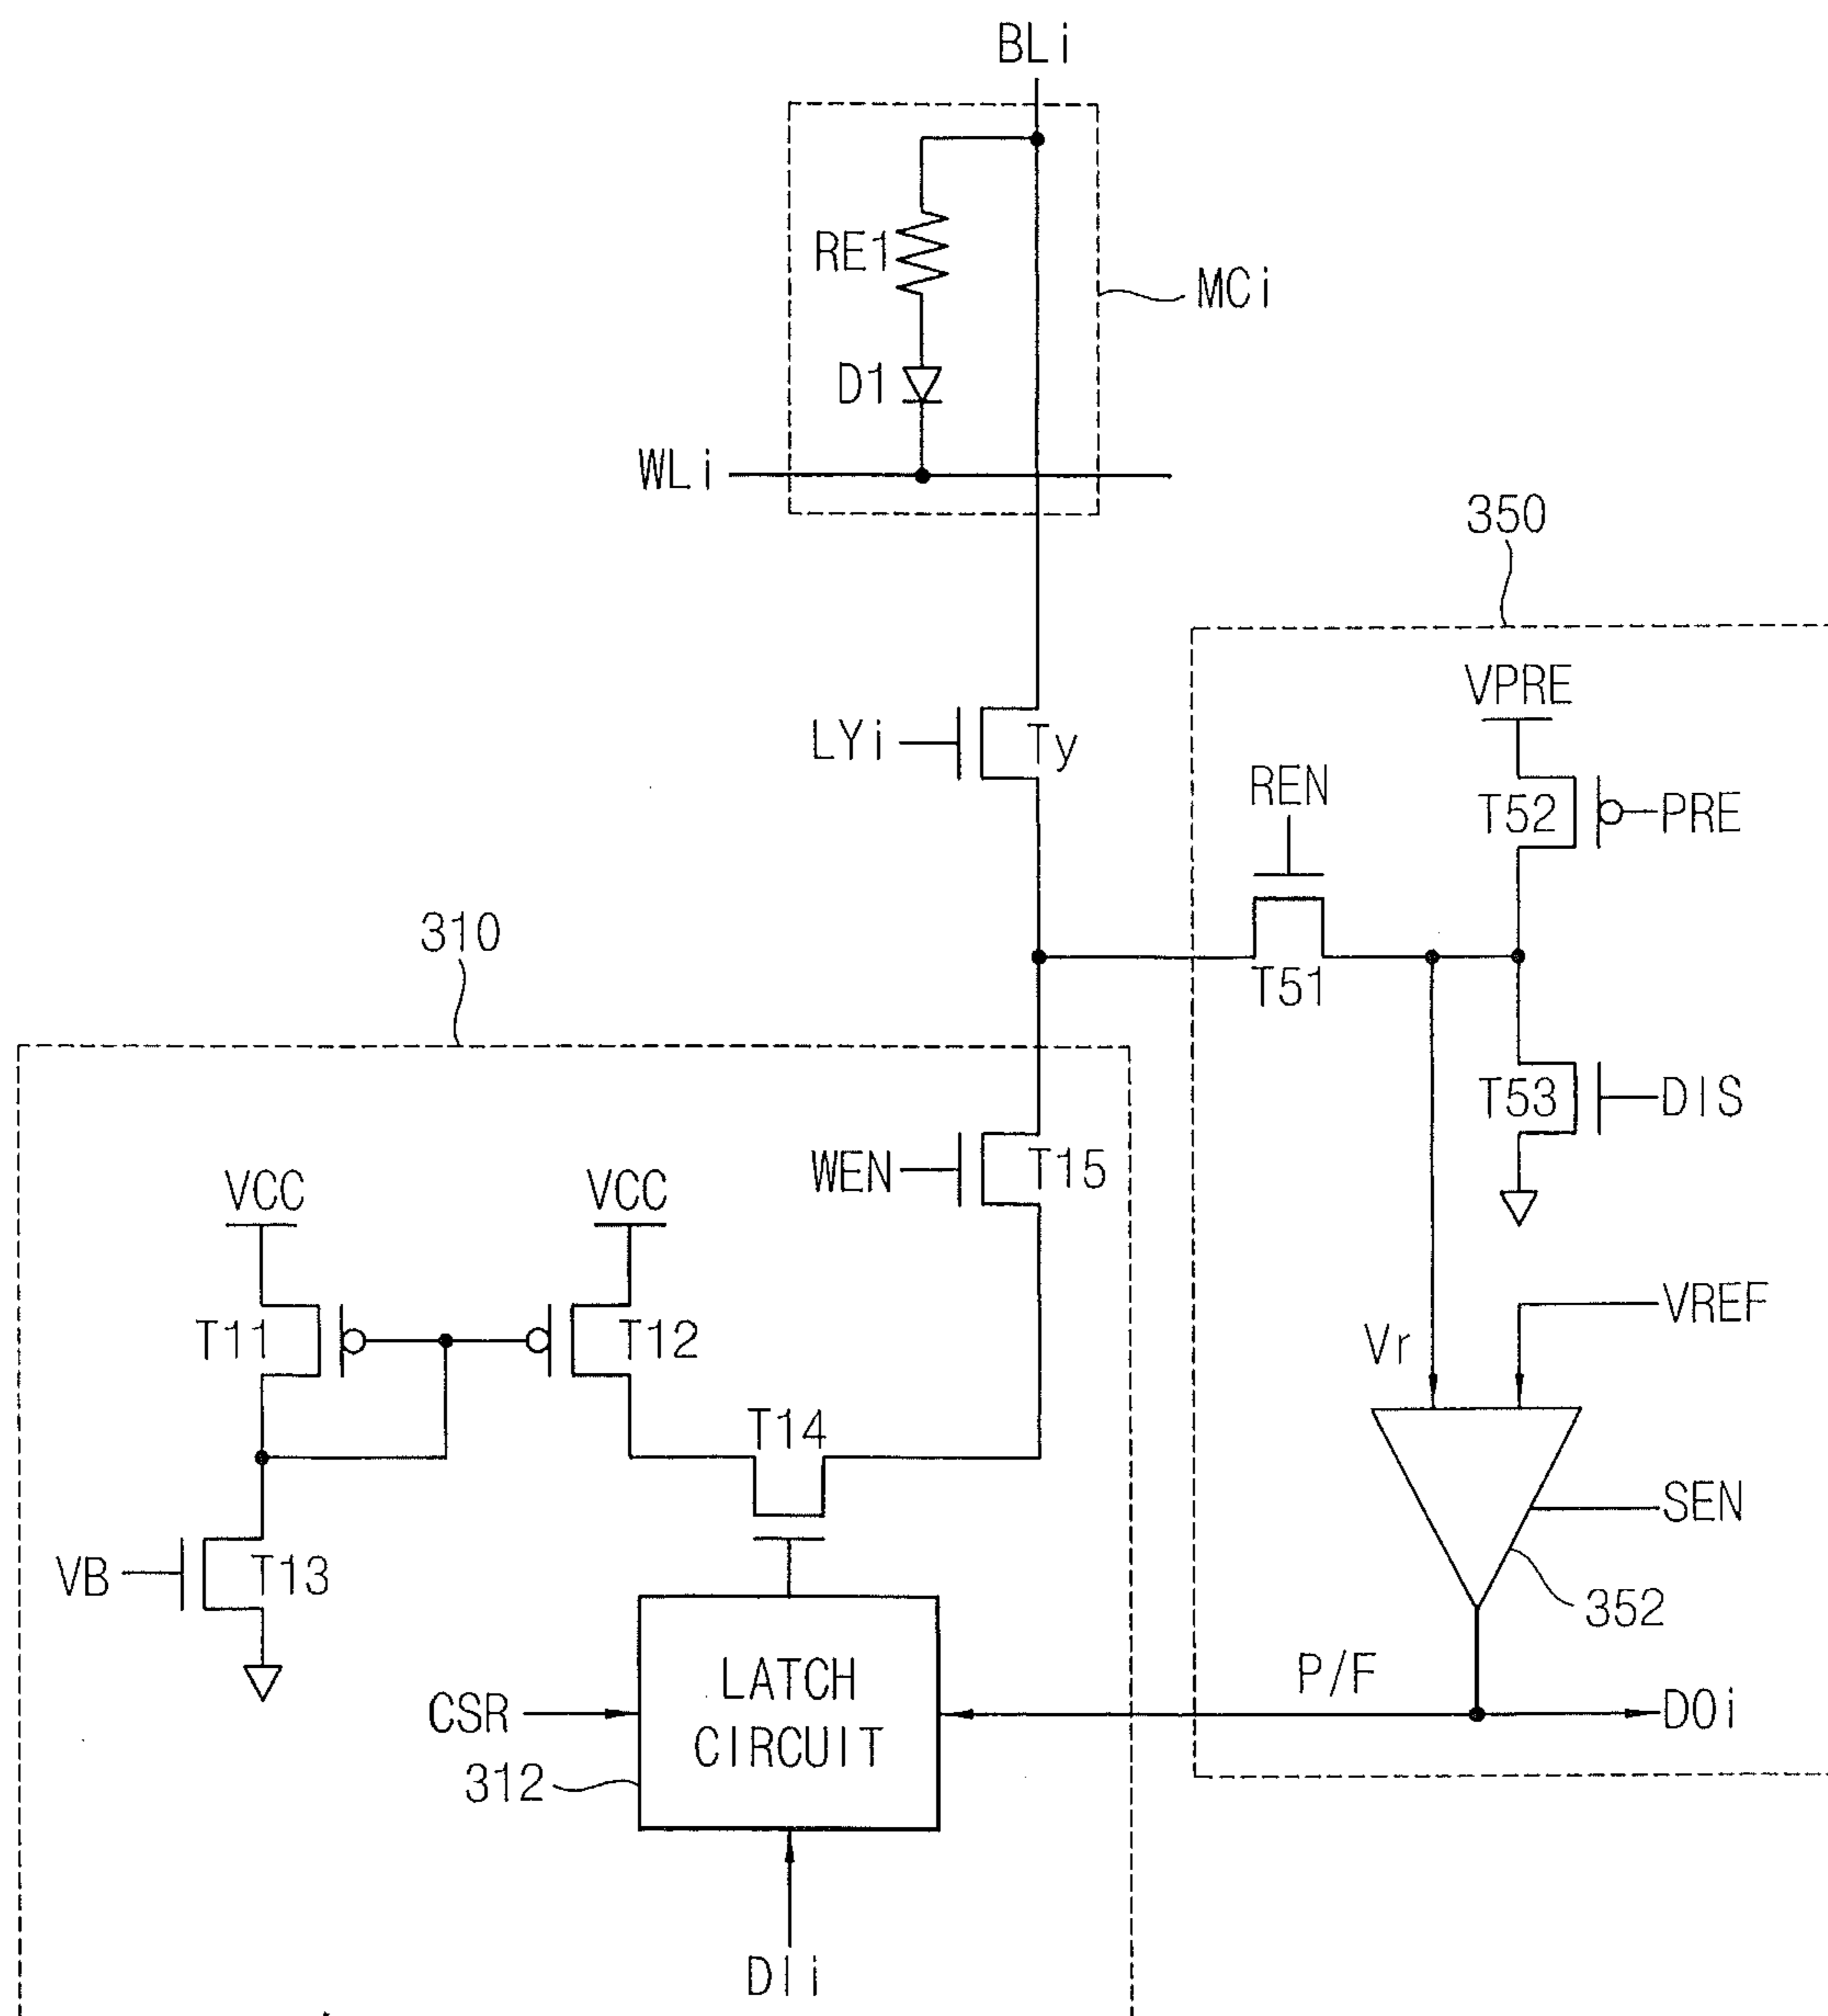 BLi
RE1
MCi
D1
WLi
350
VPRE
LYi
Ty
REN
T52
PRE
310
T51
T53
DIS
WEN
T15
VCC
VCC
VREF
T11
T12
Vr
T14
SEN
VB
T13
352
LATCH
CIRCUIT
P/F
CSR
DOi
312
DIi